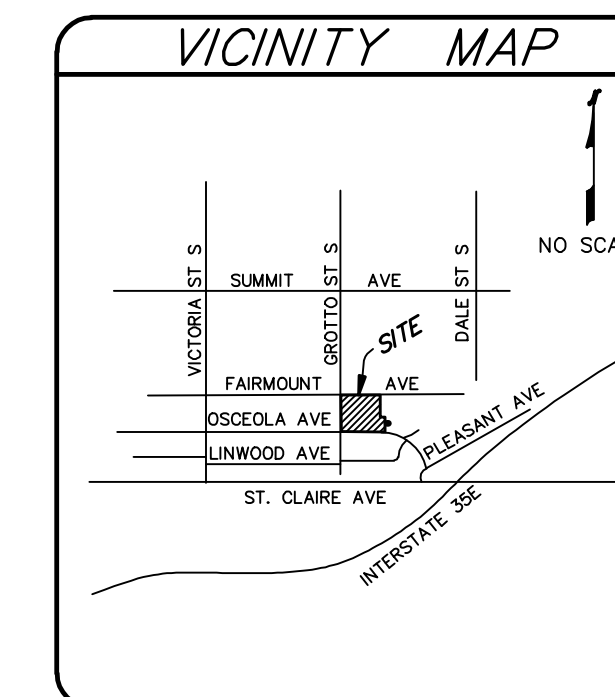 VICINITY MAP
NO SCA
VICTORIA ST S
GROTTO ST S
DALE ST S
SUMMIT AVE
SITE
FAIRMOUNT AVE
OSCEOLA AVE
LINWOOD AVE
PLEASANT AVE
ST. CLAIRE AVE
INTERSTATE 35E